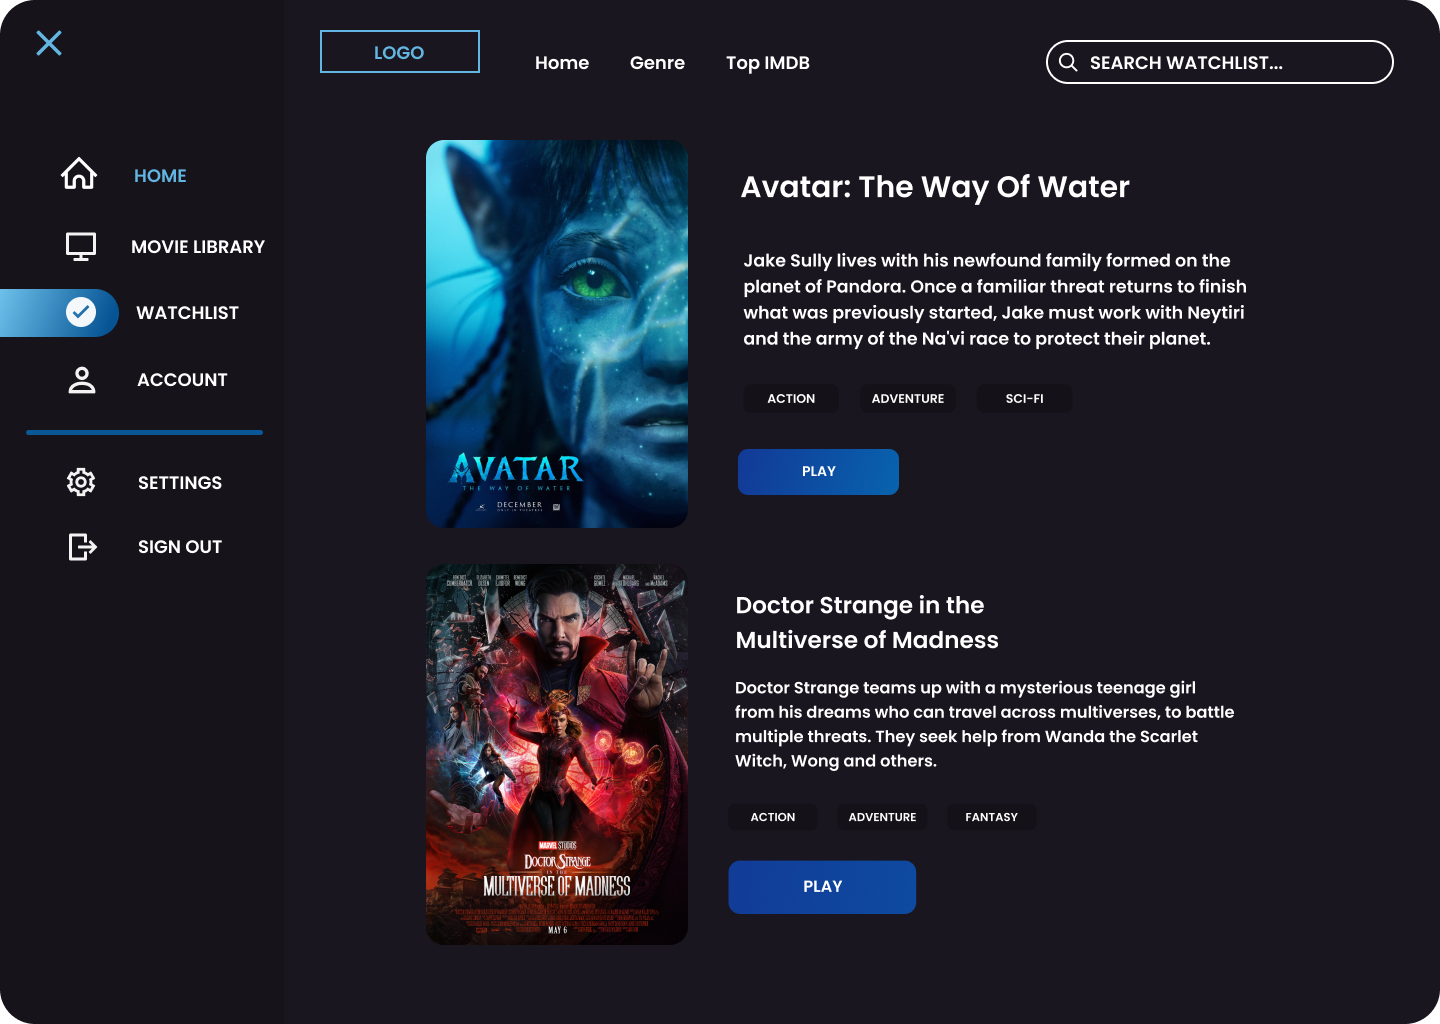 LOGO
Home
Genre
Top IMDB
SEARCH WATCHLIST...
HOME
MOVIE LIBRARY
WATCHLIST
ACCOUNT
SETTINGS
SIGN OUT
AVATAR
THE WAY OF WATER
DECEMBER
ONLY IN THEATRES
Avatar: The Way Of Water
Jake Sully lives with his newfound family formed on the
planet of Pandora. Once a familiar threat returns to finish
what was previously started, Jake must work with Neytiri
and the army of the Na'vi race to protect their planet.
ACTION
ADVENTURE
SCI-FI
PLAY
MARVEL STUDIOS
DOCTOR STRANGE
IN THE
MULTIVERSE OF MADNESS
MAY 6
Doctor Strange in the
Multiverse of Madness
Doctor Strange teams up with a mysterious teenage girl
from his dreams who can travel across multiverses, to battle
multiple threats. They seek help from Wanda the Scarlet
Witch, Wong and others.
ACTION
ADVENTURE
FANTASY
PLAY